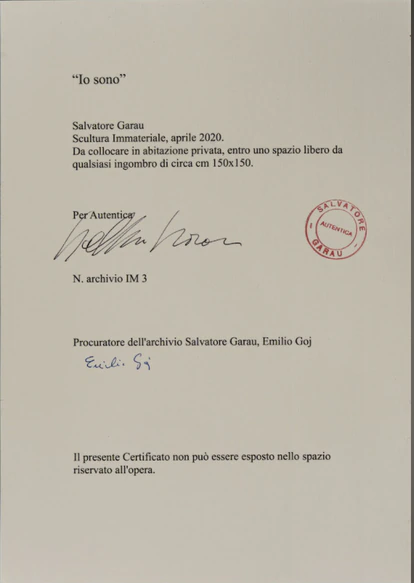 “Io sono”
Salvatore Garau
Scultura Immateriale, aprile 2020.
Da collocare in abitazione privata, entro uno spazio libero da
qualsiasi ingombro di circa cm 150x150.
Per Autentica
SALVATORE
AUTENTICA
GARAU
N. archivio IM 3
Procuratore dell'archivio Salvatore Garau, Emilio Goj
Emilio Goj
Il presente Certificato non può essere esposto nello spazio
riservato all'opera.